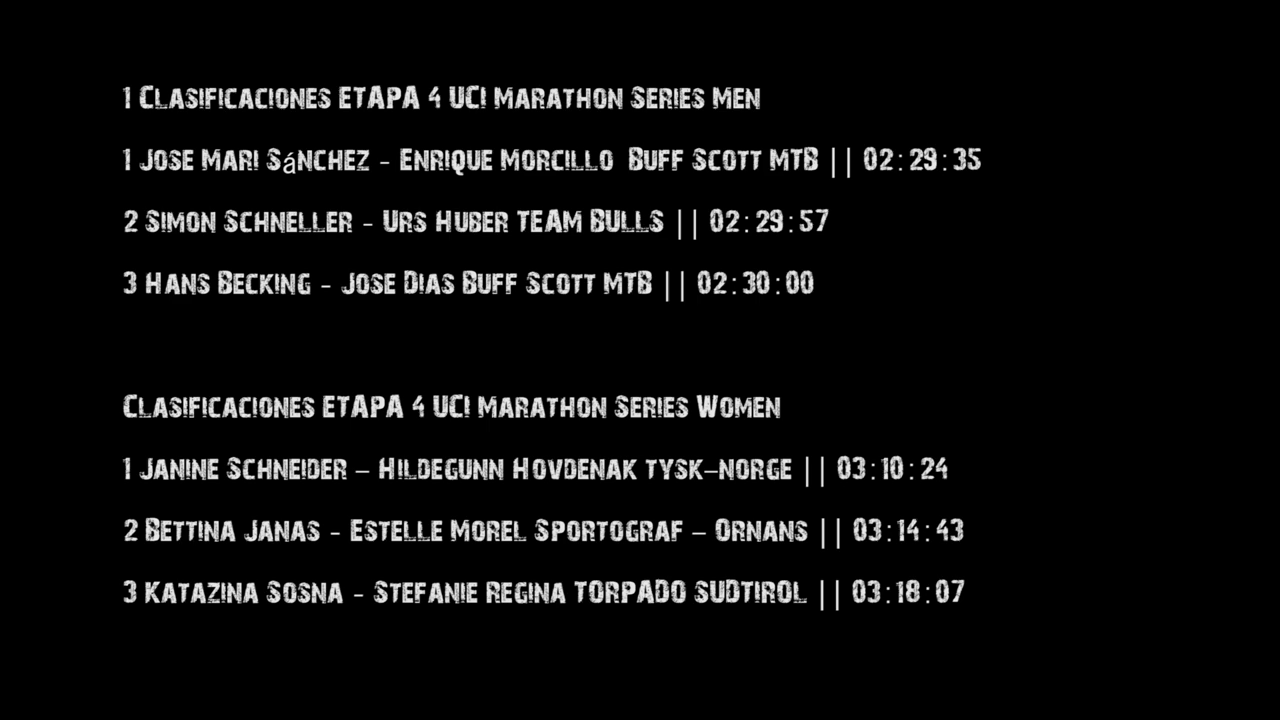 1 Clasificaciones ETAPA 4 UCI Marathon Series Men
1 Jose Mari Sánchez - Enrique Morcillo Buff Scott MTB || 02:29:35
2 Simon Schneller - Urs Huber TEAM BULLS || 02:29:57
3 Hans Becking - Jose Dias Buff Scott MTB || 02:30:00
Clasificaciones ETAPA 4 UCI Marathon Series Women
1 Janine Schneider – Hildegunn Hovdenak tysk–norge || 03:10:24
2 Bettina Janas - Estelle Morel Sportograf – Ornans || 03:14:43
3 Katazina Sosna - Stefanie Regina TORPADO SUDTIROL || 03:18:07